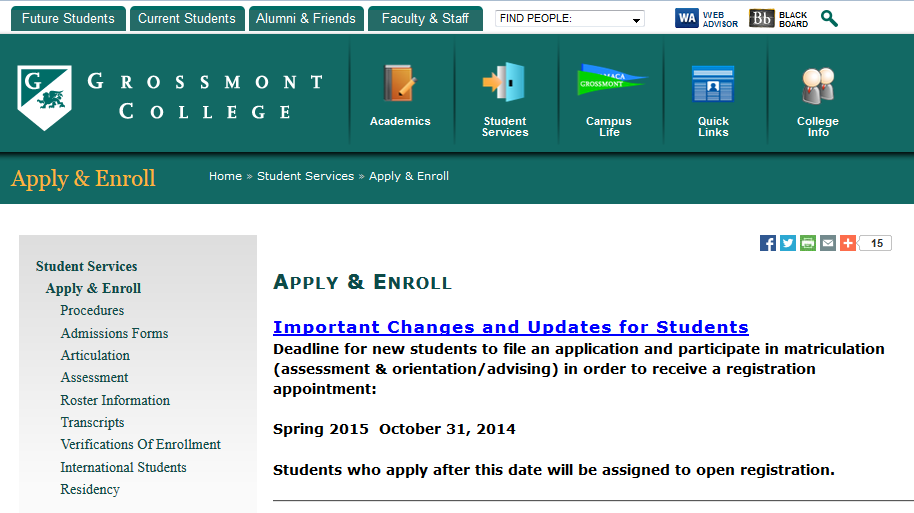 Future Students
Current Students
Alumni & Friends
Faculty & Staff
FIND PEOPLE:
WA WEB
ADVISOR
Bb BLACK
BOARD
G GROSSMONT
COLLEGE
Academics
Student
Services
GROSSMONT
Campus
Life
Quick
Links
College
Info
Apply & Enroll
Home » Student Services » Apply & Enroll
15
Student Services
Apply & Enroll
Procedures
Admissions Forms
Articulation
Assessment
Roster Information
Transcripts
Verifications Of Enrollment
International Students
Residency
APPLY & ENROLL
Important Changes and Updates for Students
Deadline for new students to file an application and participate in matriculation
(assessment & orientation/advising) in order to receive a registration
appointment:
Spring 2015  October 31, 2014
Students who apply after this date will be assigned to open registration.